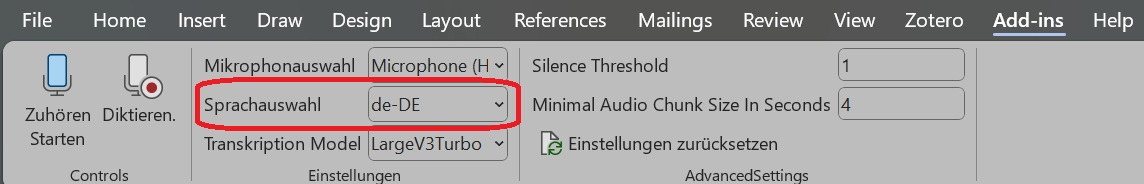 File Home Insert Draw Design Layout References Mailings Review View Zotero Add-ins Help
Zuhören Starten
Diktieren.
Controls
Mikrophonauswahl Microphone (H
Sprachauswahl de-DE
Transkription Model LargeV3Turbo
Einstellungen
Silence Threshold 1
Minimal Audio Chunk Size In Seconds 4
Einstellungen zurücksetzen
AdvancedSettings